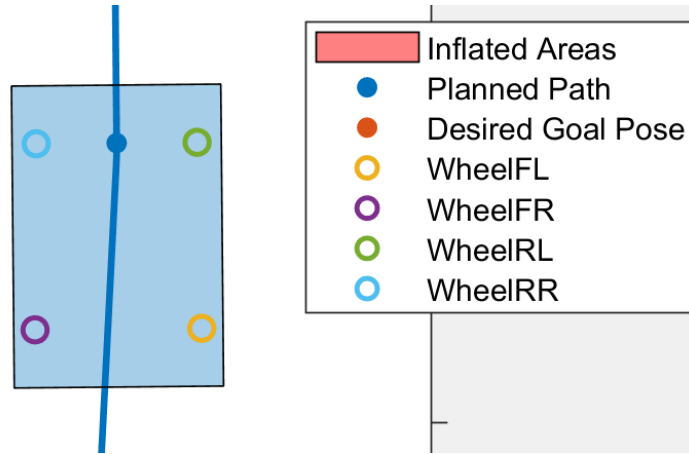 Inflated Areas
Planned Path
Desired Goal Pose
WheelFL
WheelFR
WheelRL
WheelRR